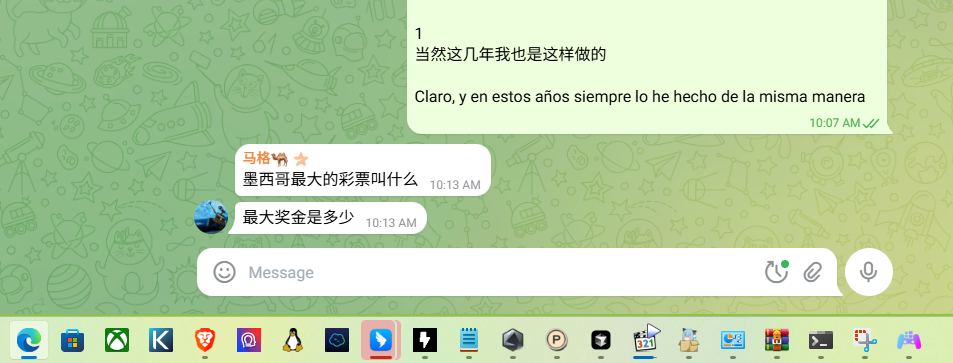 1
当然这几年我也是这样做的
Claro, y en estos años siempre lo he hecho de la misma manera
10:07 AM
马格🐫
墨西哥最大的彩票叫什么 10:13 AM
最大奖金是多少 10:13 AM
Message
K
P
321